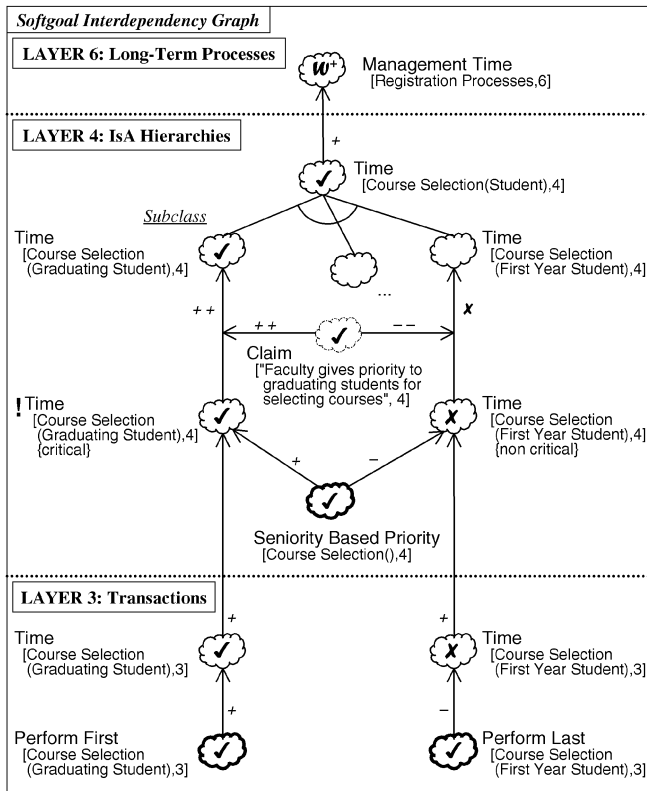 Softgoal Interdependency Graph
LAYER 6: Long-Term Processes
W+
Management Time
[Registration Processes,6]
+
LAYER 4: IsA Hierarchies
Time
[Course Selection(Student),4]
Subclass
Time
[Course Selection
(Graduating Student),4]
Time
[Course Selection
(First Year Student),4]
...
++
++
--
✗
Claim
["Faculty gives priority to
graduating students for
selecting courses", 4]
! Time
[Course Selection
(Graduating Student),4]
{critical}
Time
[Course Selection
(First Year Student),4]
{non critical}
+
–
Seniority Based Priority
[Course Selection(),4]
LAYER 3: Transactions
+
+
Time
[Course Selection
(Graduating Student),3]
Time
[Course Selection
(First Year Student),3]
+
–
Perform First
[Course Selection
(Graduating Student),3]
Perform Last
[Course Selection
(First Year Student),3]